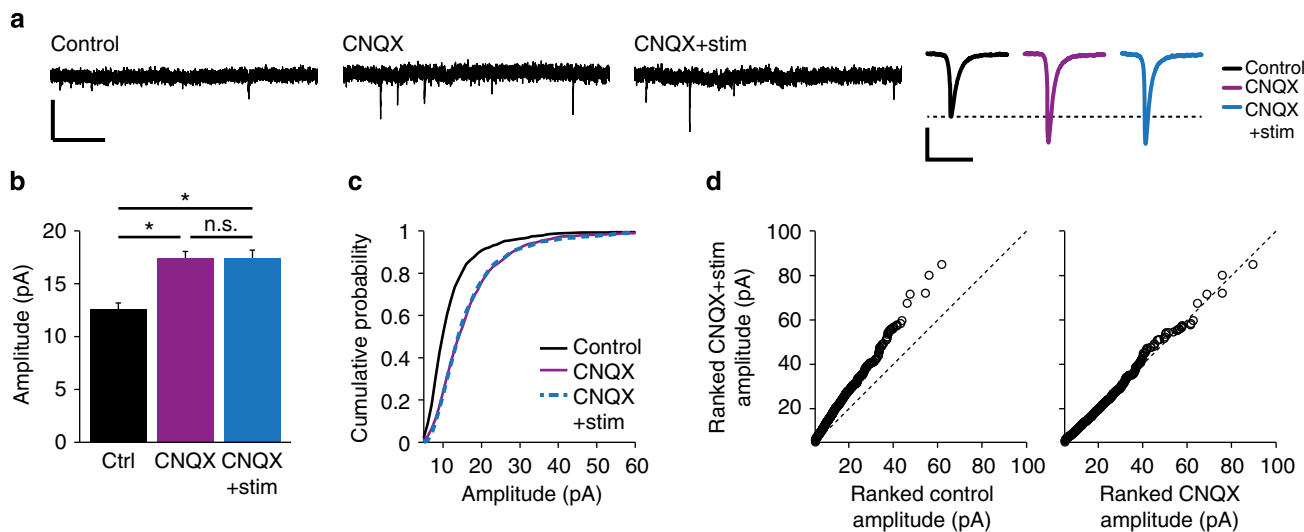 a
Control
CNQX
CNQX+stim
Control
CNQX
CNQX
+stim
b
*
*
n.s.
20
15
10
5
0
Amplitude (pA)
Ctrl
CNQX
CNQX
+stim
c
1
0.8
0.6
0.4
0.2
0
Cumulative probability
Control
CNQX
CNQX
+stim
10
20
30
40
50
60
Amplitude (pA)
d
Ranked CNQX+stim
amplitude (pA)
100
80
60
40
20
20
40
60
80
100
Ranked control
amplitude (pA)
20
40
60
80
100
Ranked CNQX
amplitude (pA)